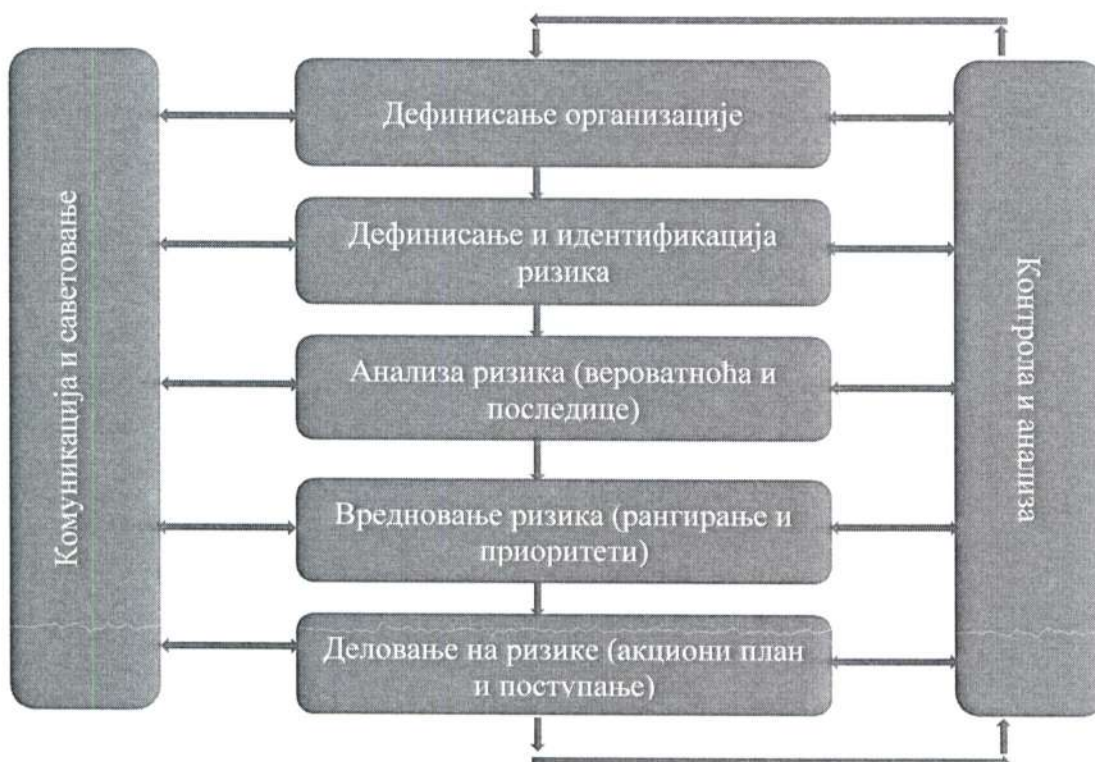 Комуникација и саветовање
Дефинисање организације
Дефинисање и идентификација
ризика
Анализа ризика (вероватноћа и
последице)
Вредновање ризика (рангирање и
приоритети)
Деловање на ризике (акциони план
и поступање)
Контрола и анализа